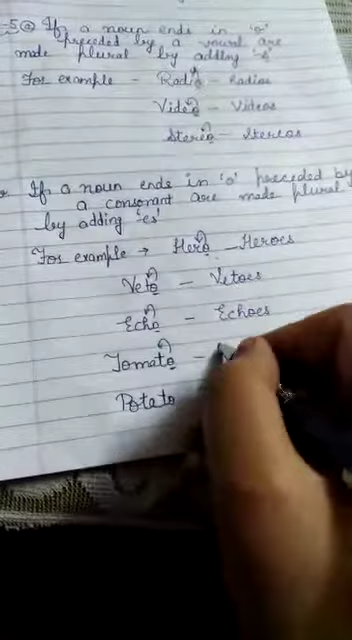 5 a If a noun ends in 'o'
preceded by a vowel are
made plural by adding 's'
For example - Radio - Radios
Video - Videos
Stereo - Stereos
If a noun ends in 'o' preceded by
a consonant are made plural
by adding 'es'
For example → Hero - Heroes
Veto - Vetoes
Echo - Echoes
Tomato -
Potato